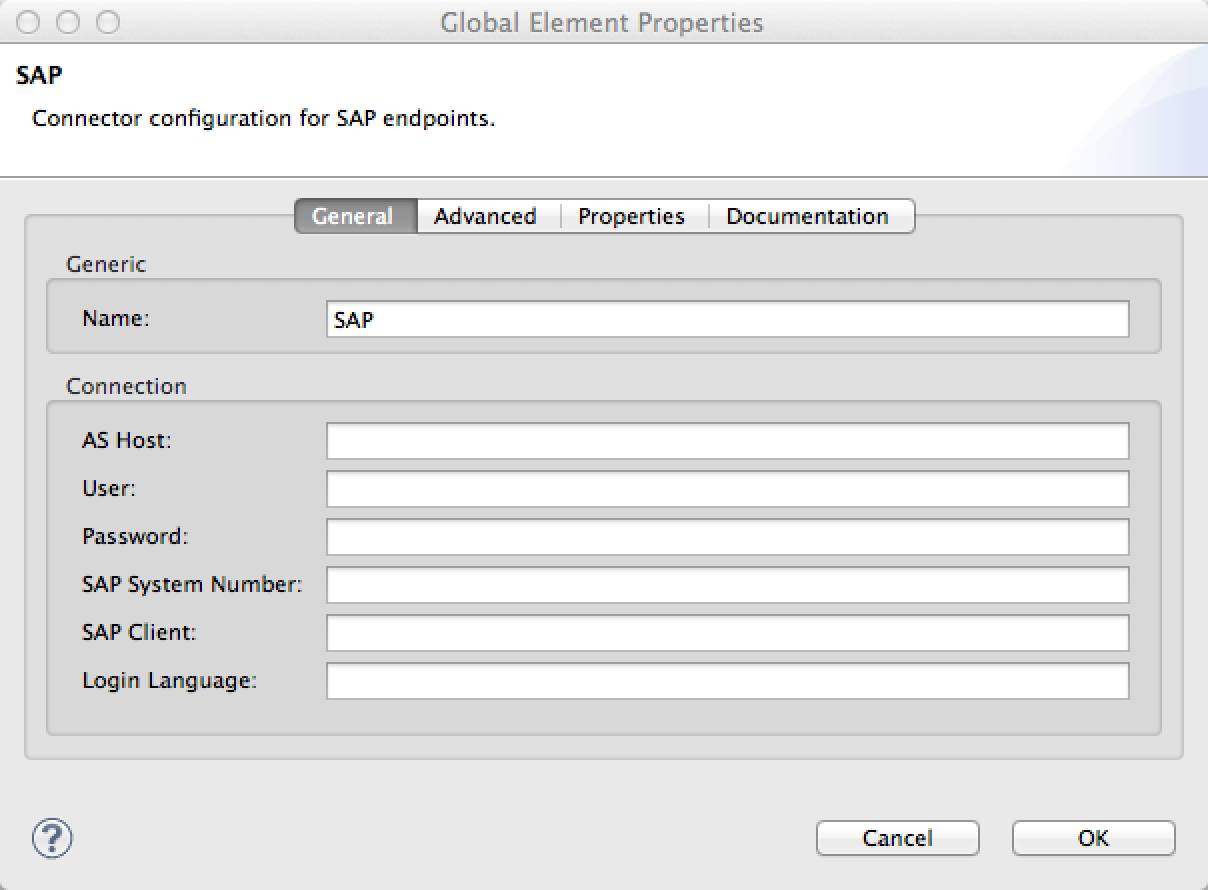 Global Element Properties
SAP
Connector configuration for SAP endpoints.
General Advanced Properties Documentation
Generic
Name: SAP
Connection
AS Host:
User:
Password:
SAP System Number:
SAP Client:
Login Language:
? Cancel OK